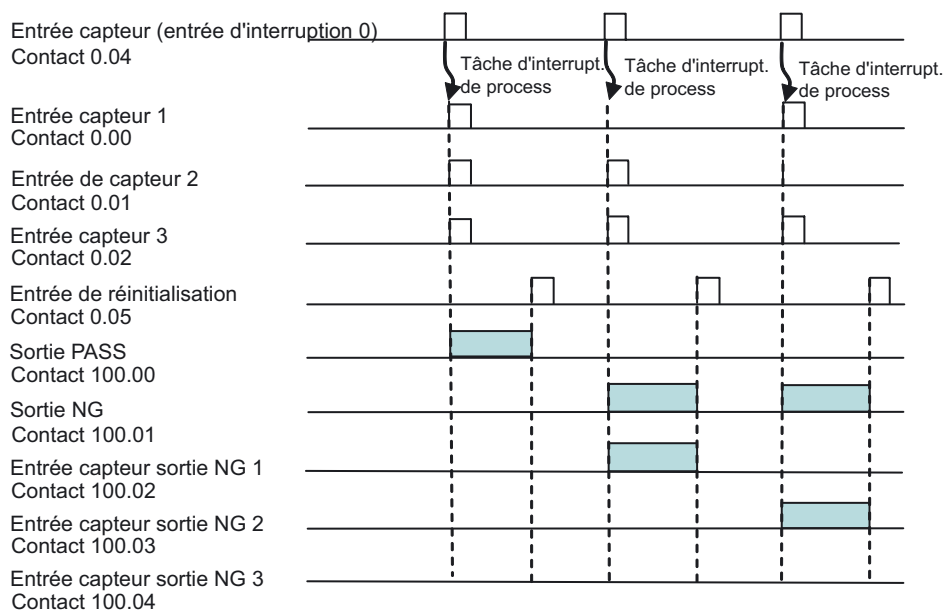 Entrée capteur (entrée d'interruption 0)
Contact 0.04
Tâche d'interrupt.
de process
Tâche d'interrupt.
de process
Tâche d'interrupt.
de process
Entrée capteur 1
Contact 0.00
Entrée de capteur 2
Contact 0.01
Entrée capteur 3
Contact 0.02
Entrée de réinitialisation
Contact 0.05
Sortie PASS
Contact 100.00
Sortie NG
Contact 100.01
Entrée capteur sortie NG 1
Contact 100.02
Entrée capteur sortie NG 2
Contact 100.03
Entrée capteur sortie NG 3
Contact 100.04